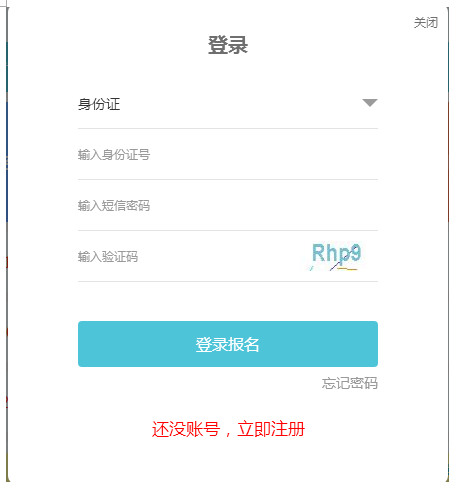 关闭
登录
身份证
输入身份证号
输入短信密码
输入验证码
Rhp9
登录报名
忘记密码
还没账号，立即注册